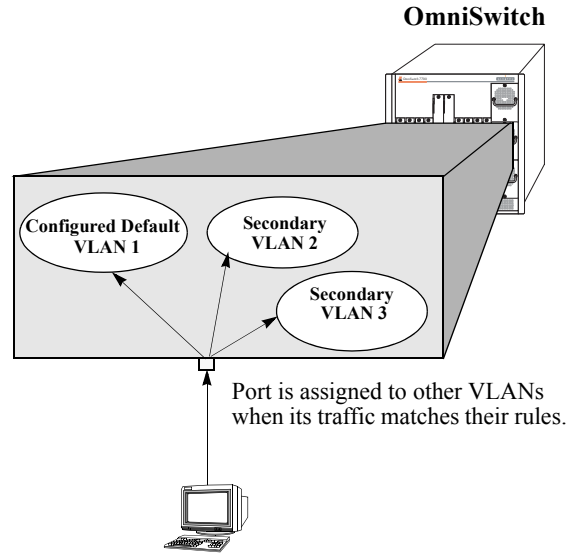 OmniSwitch
Configured Default
VLAN 1
Secondary
VLAN 2
Secondary
VLAN 3
Port is assigned to other VLANs
when its traffic matches their rules.